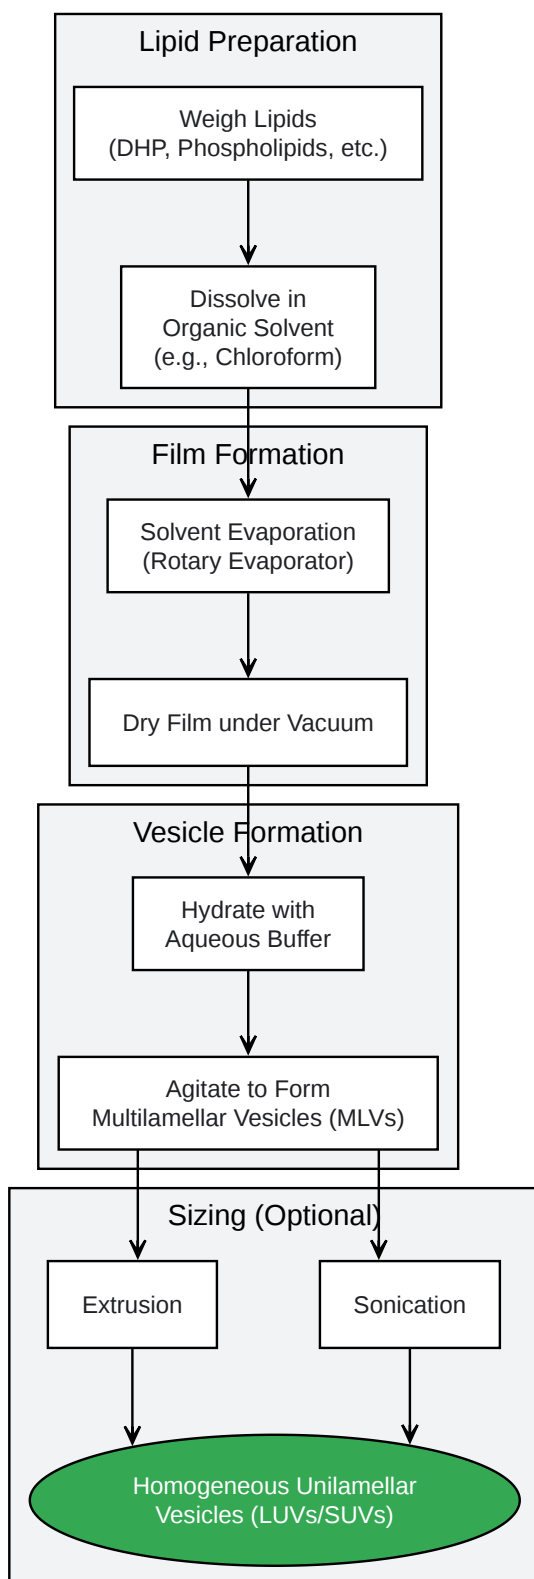 Lipid Preparation
Weigh Lipids
(DHP, Phospholipids, etc.)
Dissolve in
Organic Solvent
(e.g., Chloroform)
Film Formation
Solvent Evaporation
(Rotary Evaporator)
Dry Film under Vacuum
Vesicle Formation
Hydrate with
Aqueous Buffer
Agitate to Form
Multilamellar Vesicles (MLVs)
Sizing (Optional)
Extrusion
Sonication
Homogeneous Unilamellar
Vesicles (LUVs/SUVs)